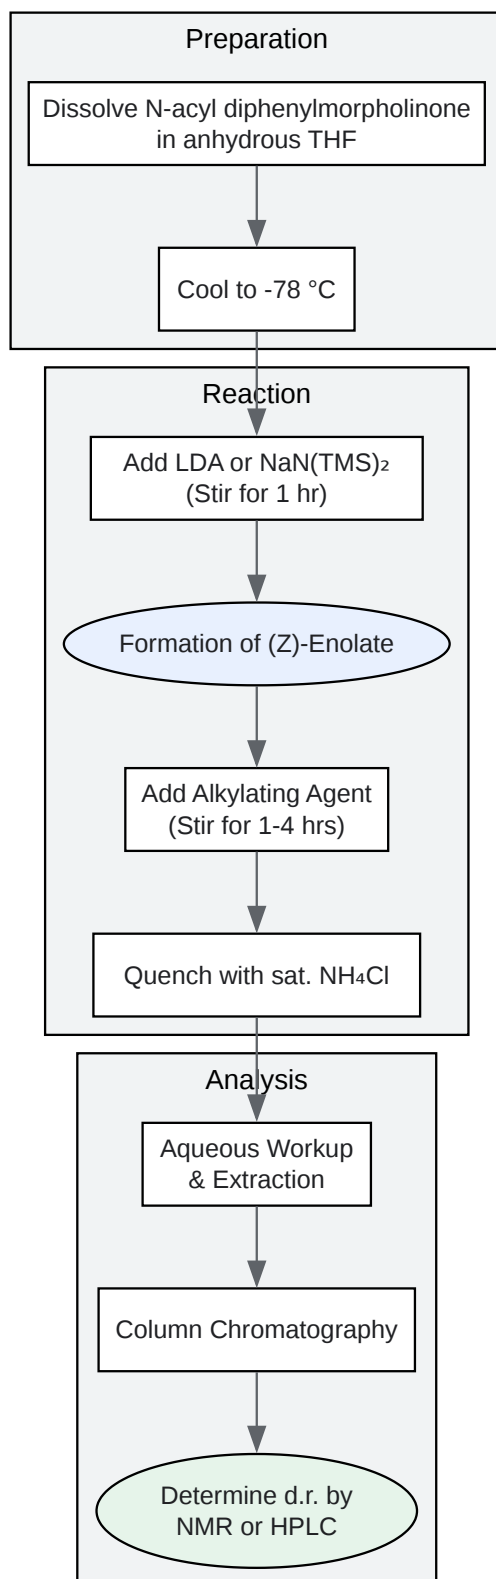 Preparation
Dissolve N-acyl diphenylmorpholinone
in anhydrous THF
Cool to -78 °C
Reaction
Add LDA or NaN(TMS)₂
(Stir for 1 hr)
Formation of (Z)-Enolate
Add Alkylating Agent
(Stir for 1-4 hrs)
Quench with sat. NH₄Cl
Analysis
Aqueous Workup
& Extraction
Column Chromatography
Determine d.r. by
NMR or HPLC